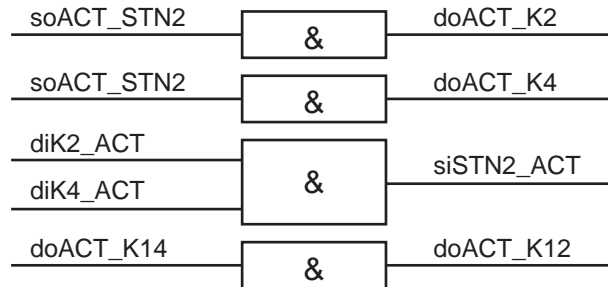 soACT_STN2 & doACT_K2
soACT_STN2 & doACT_K4
diK2_ACT
& siSTN2_ACT
diK4_ACT
doACT_K14 & doACT_K12